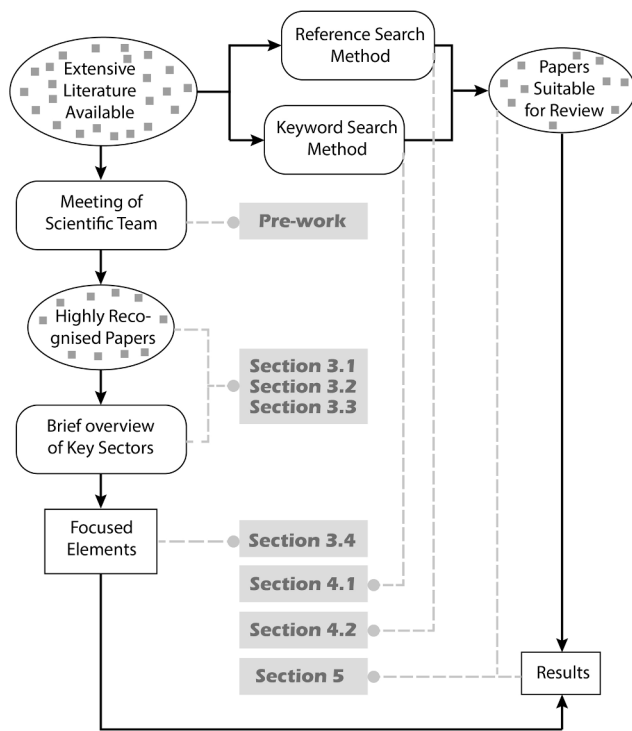 Extensive
Literature
Available
Reference Search
Method
Keyword Search
Method
Papers
Suitable
for Review
Meeting of
Scientific Team
Pre-work
Highly Reco-
gnised Papers
Section 3.1
Section 3.2
Section 3.3
Brief overview
of Key Sectors
Focused
Elements
Section 3.4
Section 4.1
Section 4.2
Section 5
Results